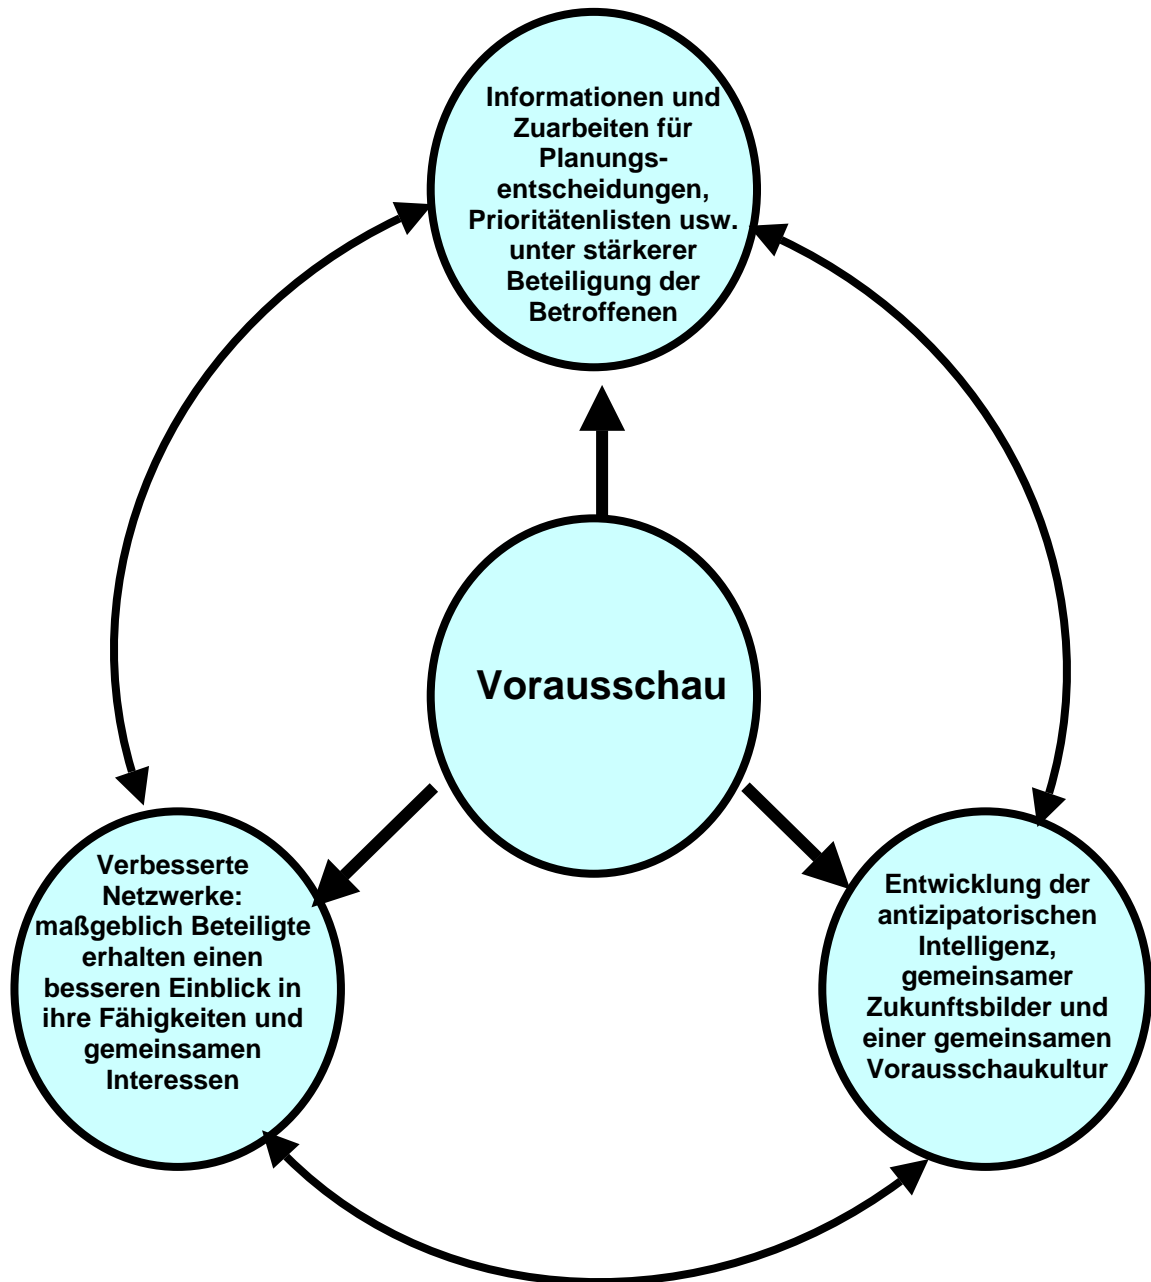 Informationen und
Zuarbeiten für
Planungs-
entscheidungen,
Prioritätenlisten usw.
unter stärkerer
Beteiligung der
Betroffenen
Vorausschau
Verbesserte
Netzwerke:
maßgeblich Beteiligte
erhalten einen
besseren Einblick in
ihre Fähigkeiten und
gemeinsamen
Interessen
Entwicklung der
antizipatorischen
Intelligenz,
gemeinsamer
Zukunftsbilder und
einer gemeinsamen
Vorausschaukultur